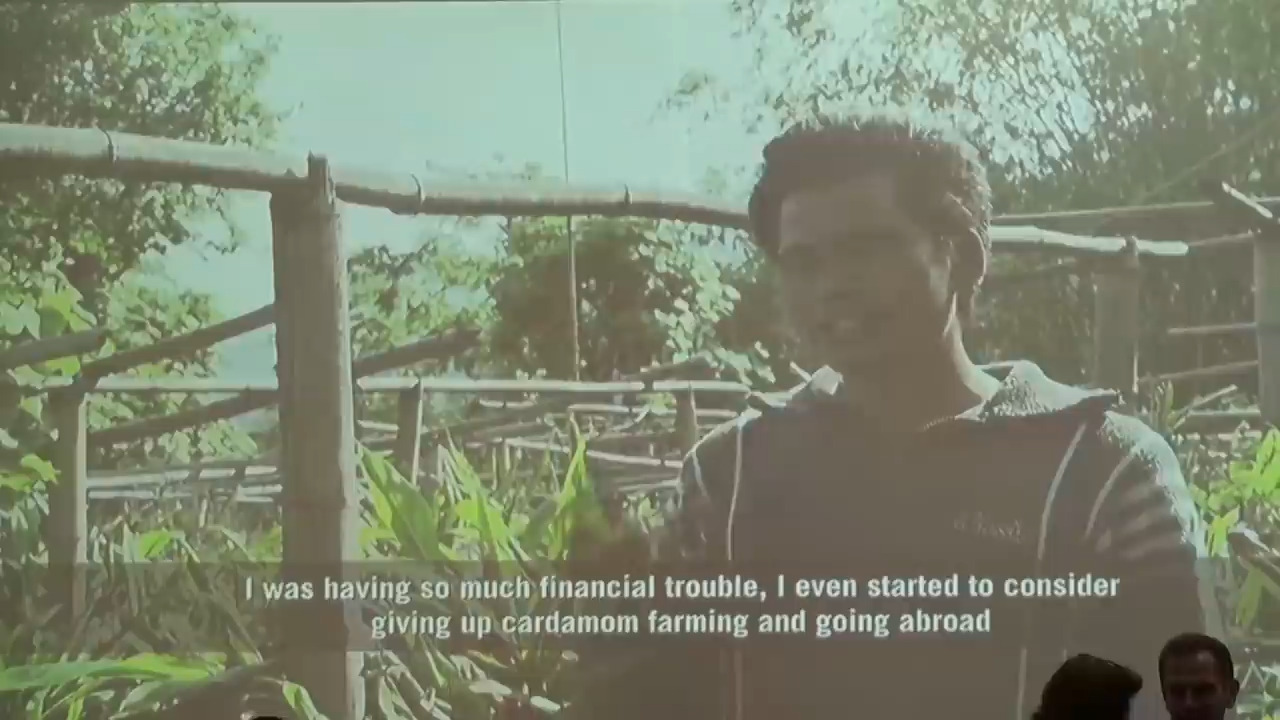 I was having so much financial trouble, I even started to consider
giving up cardamom farming and going abroad